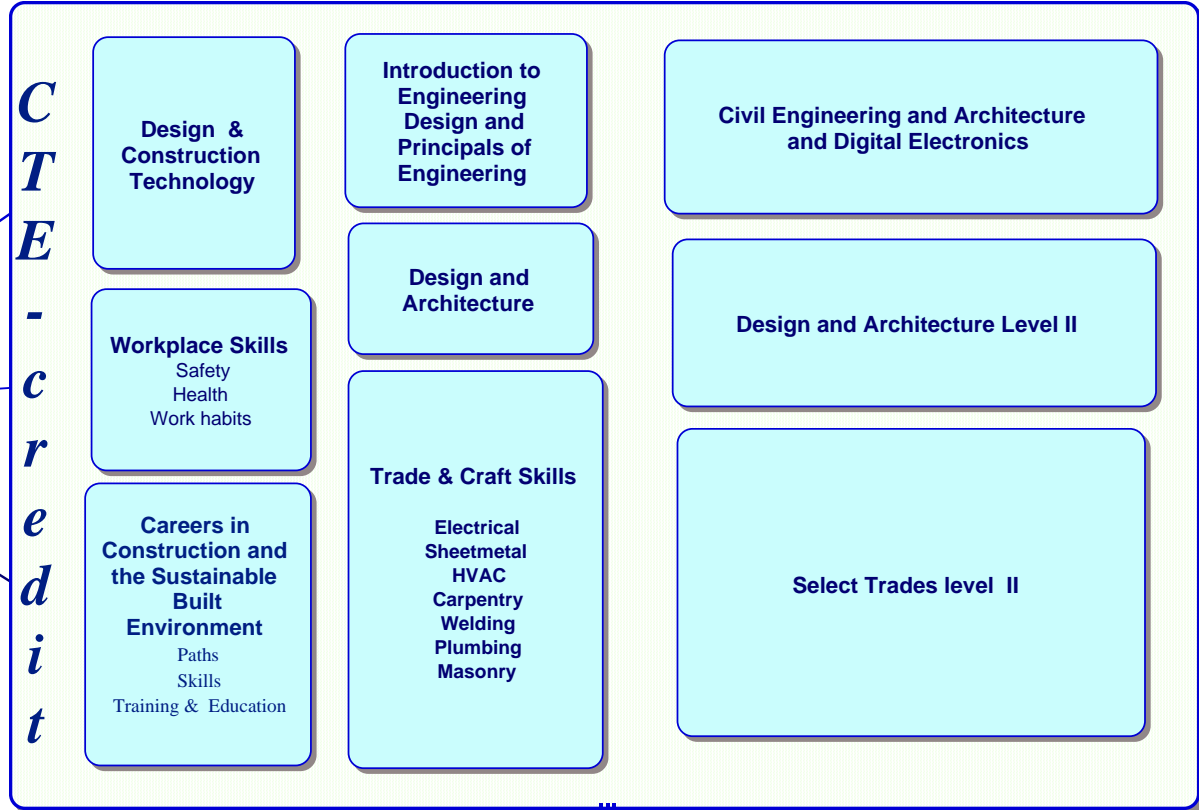 CTE-credit
Design &
Construction
Technology
Workplace Skills
Safety
Health
Work habits
Careers in
Construction and
the Sustainable
Built
Environment
Paths
Skills
Training & Education
Introduction to
Engineering
Design and
Principals of
Engineering
Design and
Architecture
Trade & Craft Skills
Electrical
Sheetmetal
HVAC
Carpentry
Welding
Plumbing
Masonry
Civil Engineering and Architecture
and Digital Electronics
Design and Architecture Level II
Select Trades level II